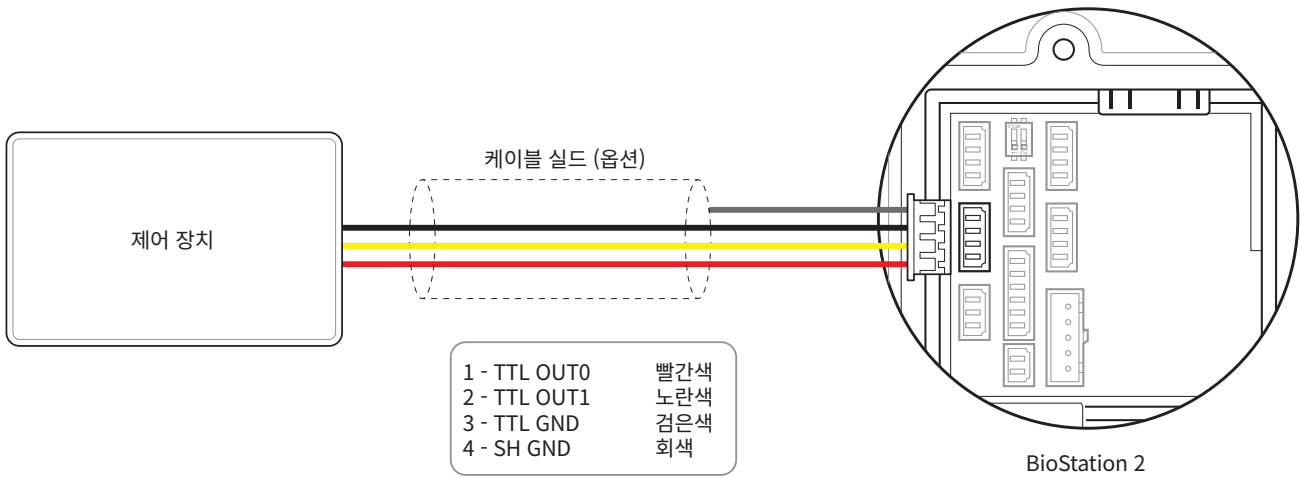 케이블 실드 (옵션)
제어 장치
1 - TTL OUT0 빨간색
2 - TTL OUT1 노란색
3 - TTL GND 검은색
4 - SH GND 회색
BioStation 2